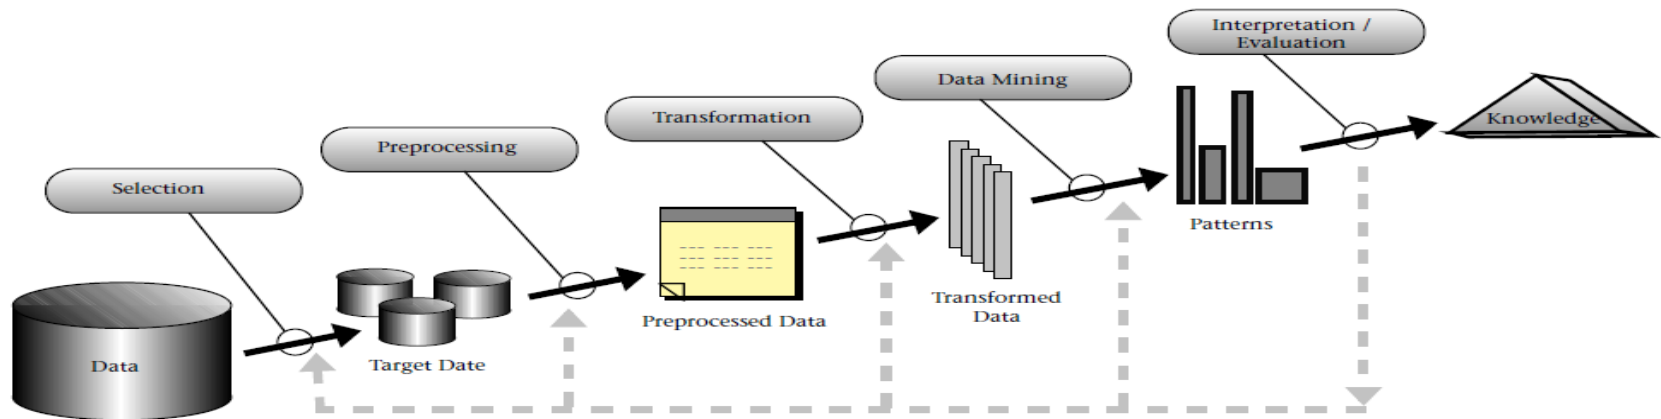 Interpretation /
Evaluation
Data Mining
Transformation
Preprocessing
Selection
Knowledge
Patterns
Transformed
Data
Preprocessed Data
Target Date
Data